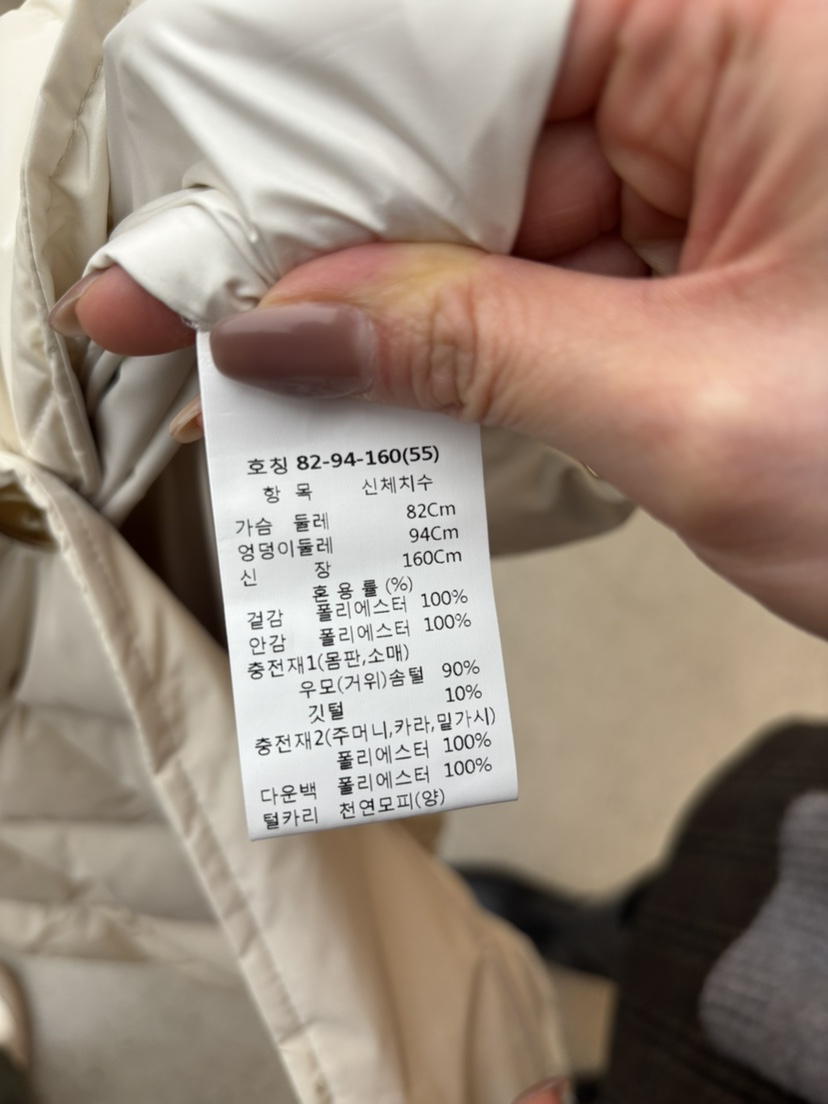 호칭 82-94-160(55)
항 목 신체치수
가슴 둘레 82Cm
엉덩이둘레 94Cm
신 장 160Cm
혼 용 률 (%)
겉감 폴리에스터 100%
안감 폴리에스터 100%
충전재1(몸판,소매)
우모(거위)솜털 90%
깃털 10%
충전재2(주머니,카라,밑가시)
폴리에스터 100%
다운백 폴리에스터 100%
털카리 천연모피(양)